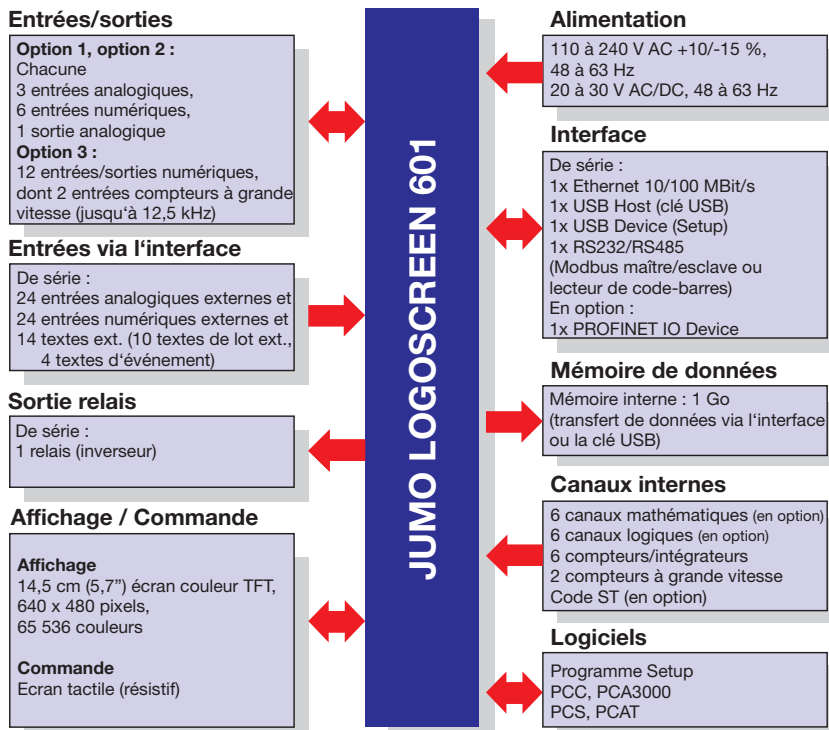 Entrées/sorties
Option 1, option 2 :
Chacune
3 entrées analogiques,
6 entrées numériques,
1 sortie analogique
Option 3 :
12 entrées/sorties numériques,
dont 2 entrées compteurs à grande
vitesse (jusqu‘à 12,5 kHz)
Entrées via l‘interface
De série :
24 entrées analogiques externes et
24 entrées numériques externes et
14 textes ext. (10 textes de lot ext.,
4 textes d‘événement)
Sortie relais
De série :
1 relais (inverseur)
Affichage / Commande
Affichage
14,5 cm (5,7”) écran couleur TFT,
640 x 480 pixels,
65 536 couleurs
Commande
Ecran tactile (résistif)
JUMO LOGOSCREEN 601
Alimentation
110 à 240 V AC +10/-15 %,
48 à 63 Hz
20 à 30 V AC/DC, 48 à 63 Hz
Interface
De série :
1x Ethernet 10/100 MBit/s
1x USB Host (clé USB)
1x USB Device (Setup)
1x RS232/RS485
(Modbus maître/esclave ou
lecteur de code-barres)
En option :
1x PROFINET IO Device
Mémoire de données
Mémoire interne : 1 Go
(transfert de données via l‘interface
ou la clé USB)
Canaux internes
6 canaux mathématiques (en option)
6 canaux logiques (en option)
6 compteurs/intégrateurs
2 compteurs à grande vitesse
Code ST (en option)
Logiciels
Programme Setup
PCC, PCA3000
PCS, PCAT